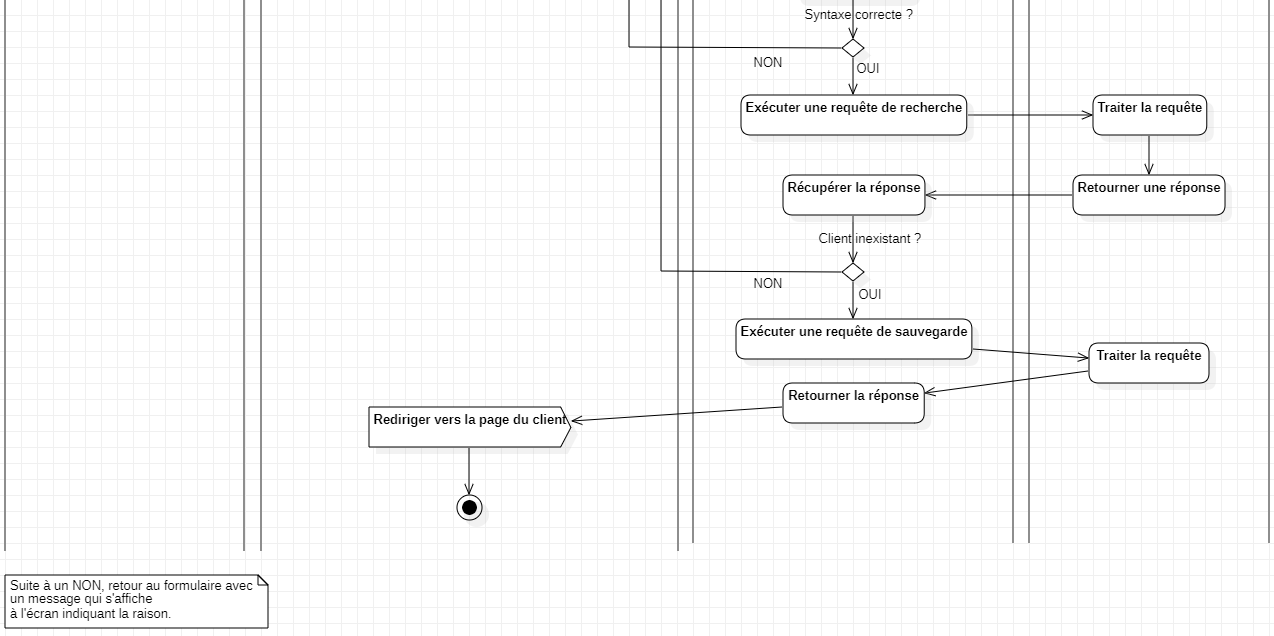 Syntaxe correcte ?
NON
OUI
Exécuter une requête de recherche
Traiter la requête
Récupérer la réponse
Retourner une réponse
Client inexistant ?
NON
OUI
Exécuter une requête de sauvegarde
Traiter la requête
Retourner la réponse
Rediriger vers la page du client
Suite à un NON, retour au formulaire avec
un message qui s'affiche
à l'écran indiquant la raison.